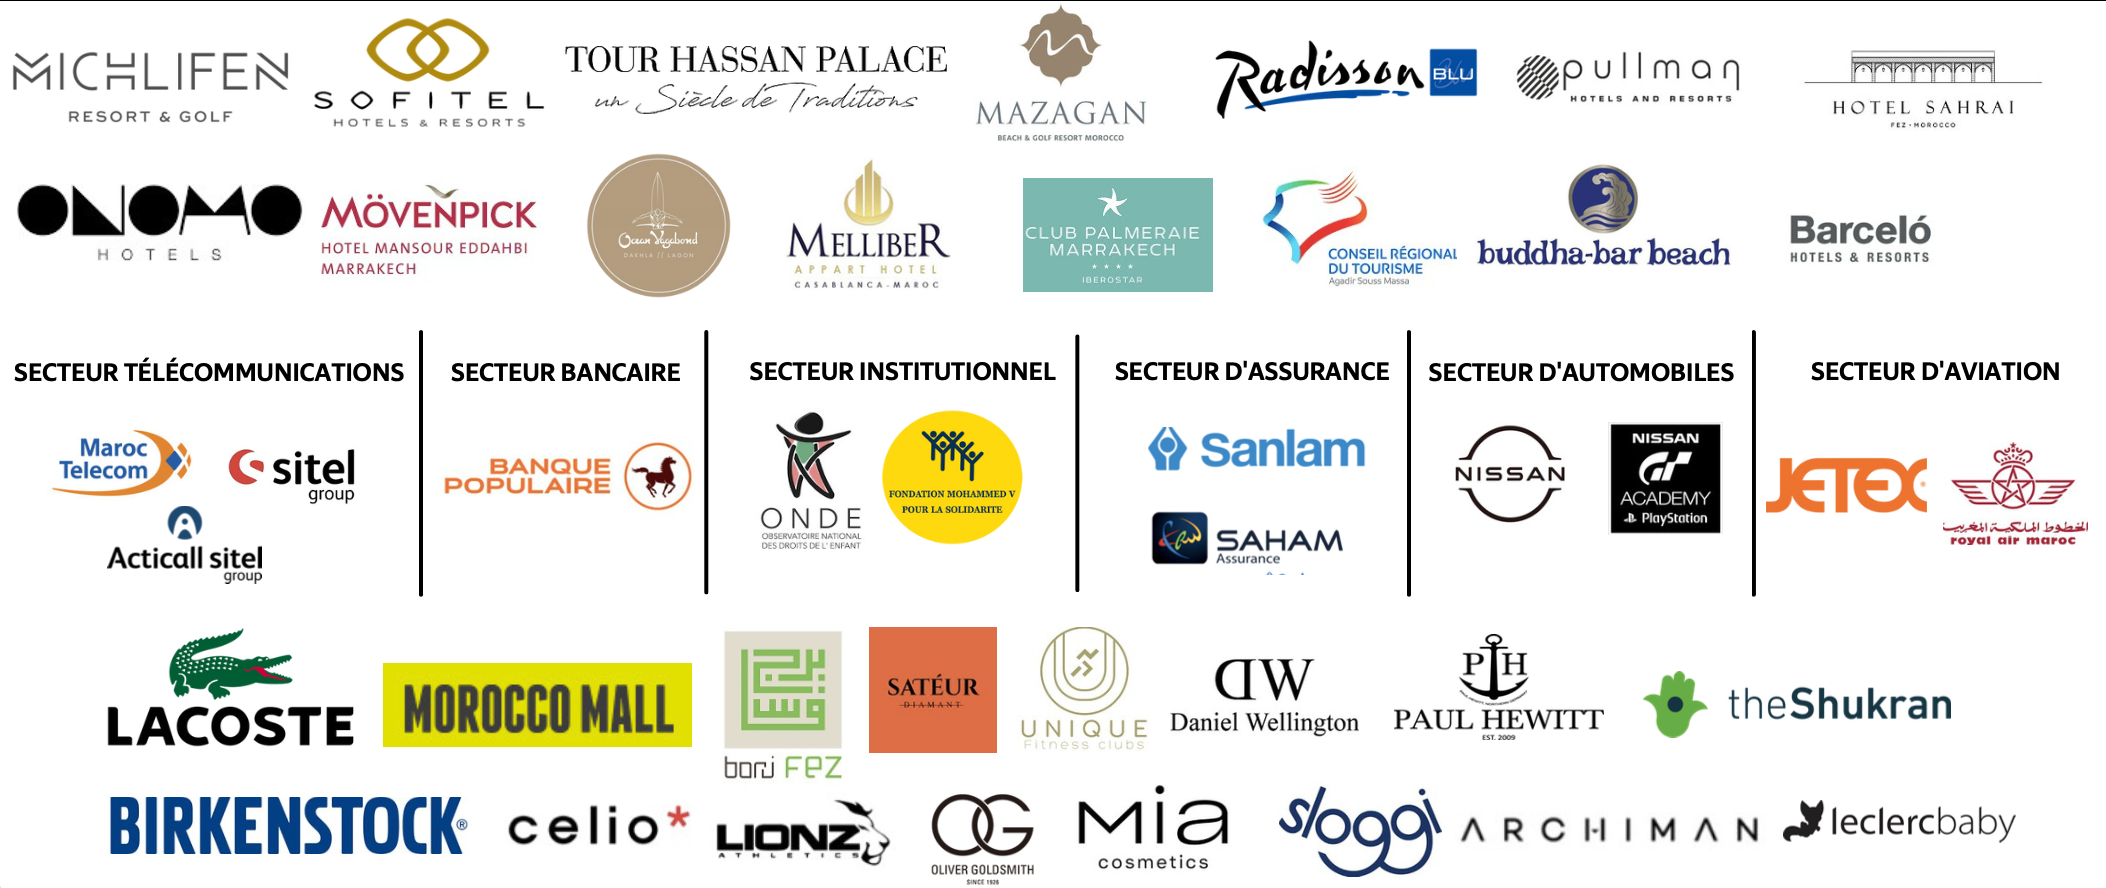 MICHLIFEN
RESORT & GOLF
SOFITEL
HOTELS & RESORTS
TOUR HASSAN PALACE
un Siècle de Traditions
MAZAGAN
BEACH & GOLF RESORT MOROCCO
Radisson BLU
pullman
HOTELS AND RESORTS
HOTEL SAHRAI
FEZ - MOROCCO
ONOMO
HOTELS
MÖVENPICK
HOTEL MANSOUR EDDAHBI
MARRAKECH
Ocean Vagabond
DAKHLA // LAGON
MELLIBER
APPART HOTEL
CASABLANCA-MAROC
CLUB PALMERAIE
MARRAKECH
IBEROSTAR
CONSEIL RÉGIONAL
DU TOURISME
Agadir Souss Massa
buddha-bar beach
Barceló
HOTELS & RESORTS
SECTEUR TÉLÉCOMMUNICATIONS
Maroc
Telecom
sitel
group
Acticall sitel
group
SECTEUR BANCAIRE
BANQUE
POPULAIRE
SECTEUR INSTITUTIONNEL
ONDE
OBSERVATOIRE NATIONAL
DES DROITS DE L'ENFANT
FONDATION MOHAMMED V
POUR LA SOLIDARITE
SECTEUR D'ASSURANCE
Sanlam
SAHAM
Assurance
SECTEUR D'AUTOMOBILES
NISSAN
NISSAN
GT
ACADEMY
PlayStation
SECTEUR D'AVIATION
JETEX
الخطوط الملكية المغربية
royal air maroc
LACOSTE
MOROCCO MALL
borj FEZ
SATÉUR
DIAMANT
UNIQUE
Fitness clubs
DW
Daniel Wellington
P H
PAUL HEWITT
EST. 2009
theShukran
BIRKENSTOCK®
celio*
LIONZ
ATHLETICS
OG
OLIVER GOLDSMITH
SINCE 1926
Mia
cosmetics
sloggi
ARCHIMAN
leclercbaby